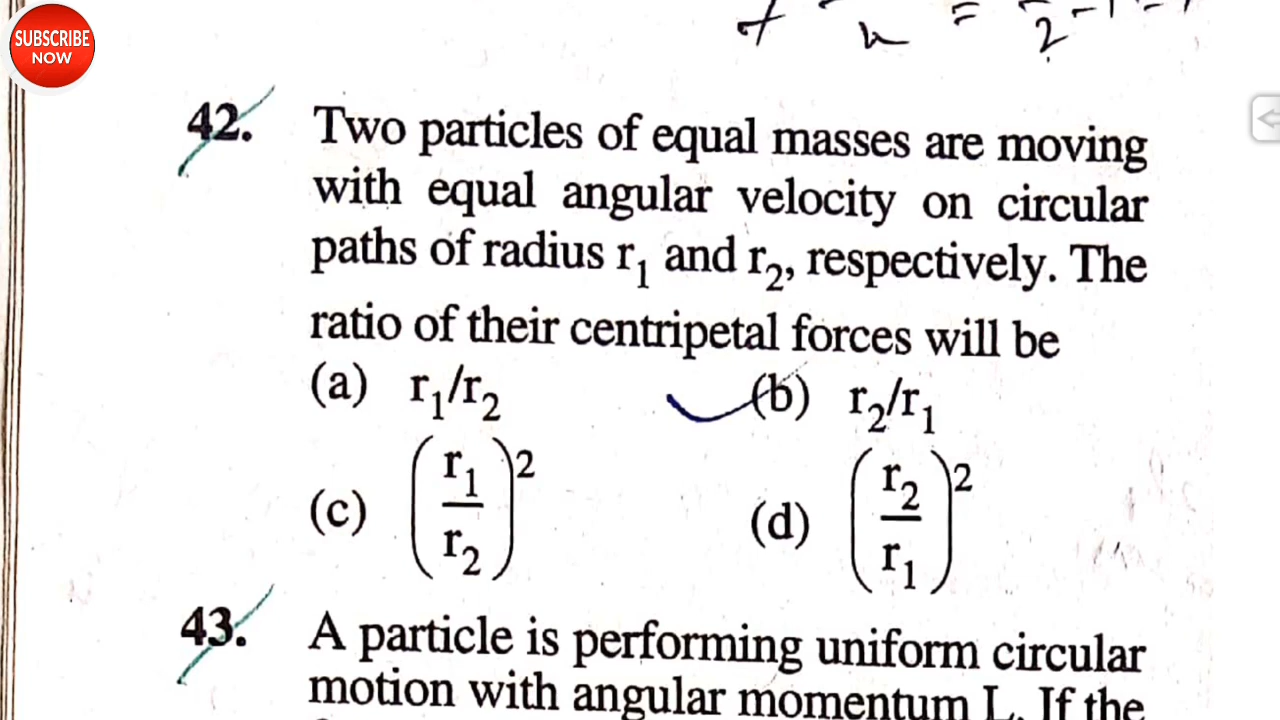 SUBSCRIBE
NOW
42. Two particles of equal masses are moving
with equal angular velocity on circular
paths of radius r₁ and r₂, respectively. The
ratio of their centripetal forces will be
(a) r₁/r₂ (b) r₂/r₁
(c) (r₁/r₂)² (d) (r₂/r₁)²
43. A particle is performing uniform circular
motion with angular momentum L. If the